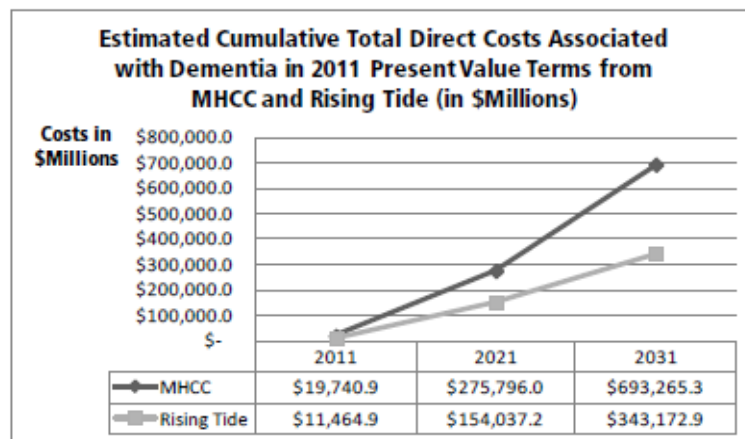 Estimated Cumulative Total Direct Costs Associated
with Dementia in 2011 Present Value Terms from
MHCC and Rising Tide (in $Millions)
Costs in
$Millions
$800,000.0
$700,000.0
$600,000.0
$500,000.0
$400,000.0
$300,000.0
$200,000.0
$100,000.0
$-
2011 2021 2031
MHCC $19,740.9 $275,796.0 $693,265.3
Rising Tide $11,464.9 $154,037.2 $343,172.9